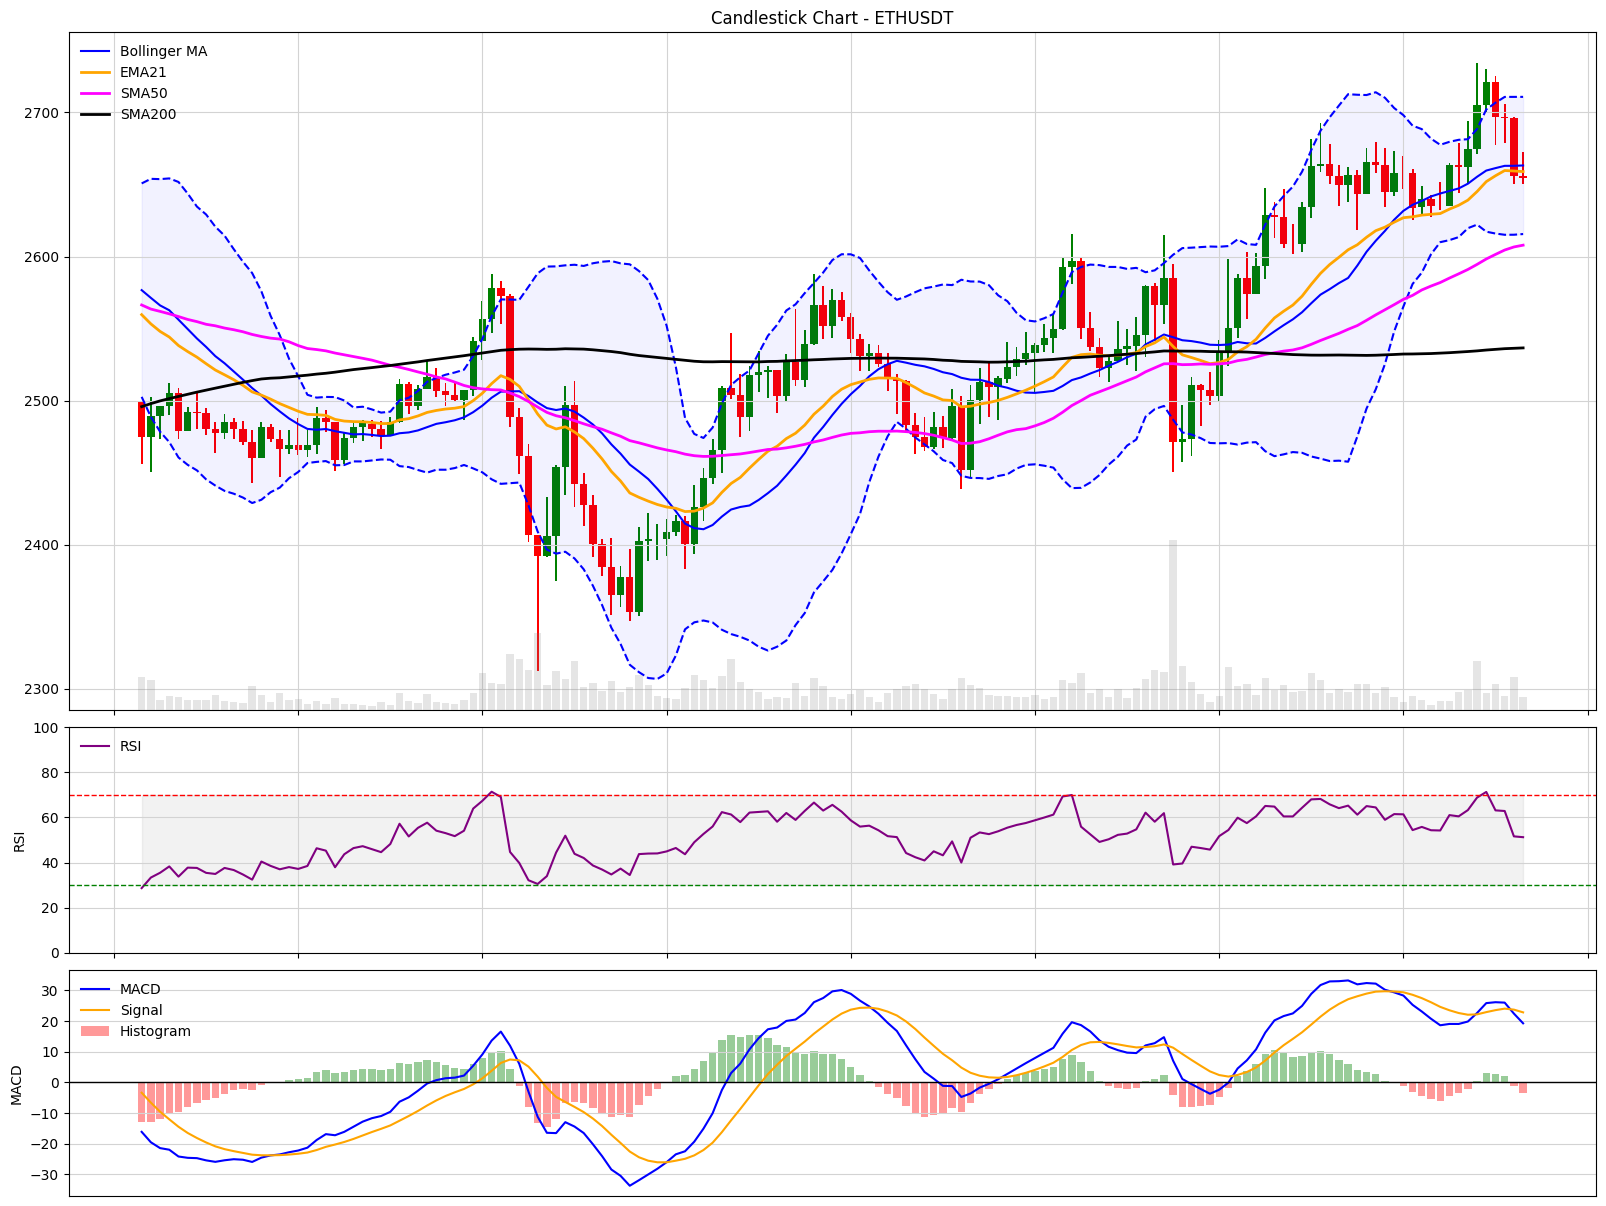 Candlestick Chart - ETHUSDT
Bollinger MA
EMA21
SMA50
SMA200
2700
2600
2500
2400
2300
RSI
100
80
60
40
20
0
RSI
MACD
Signal
Histogram
30
20
10
0
−10
−20
−30
MACD